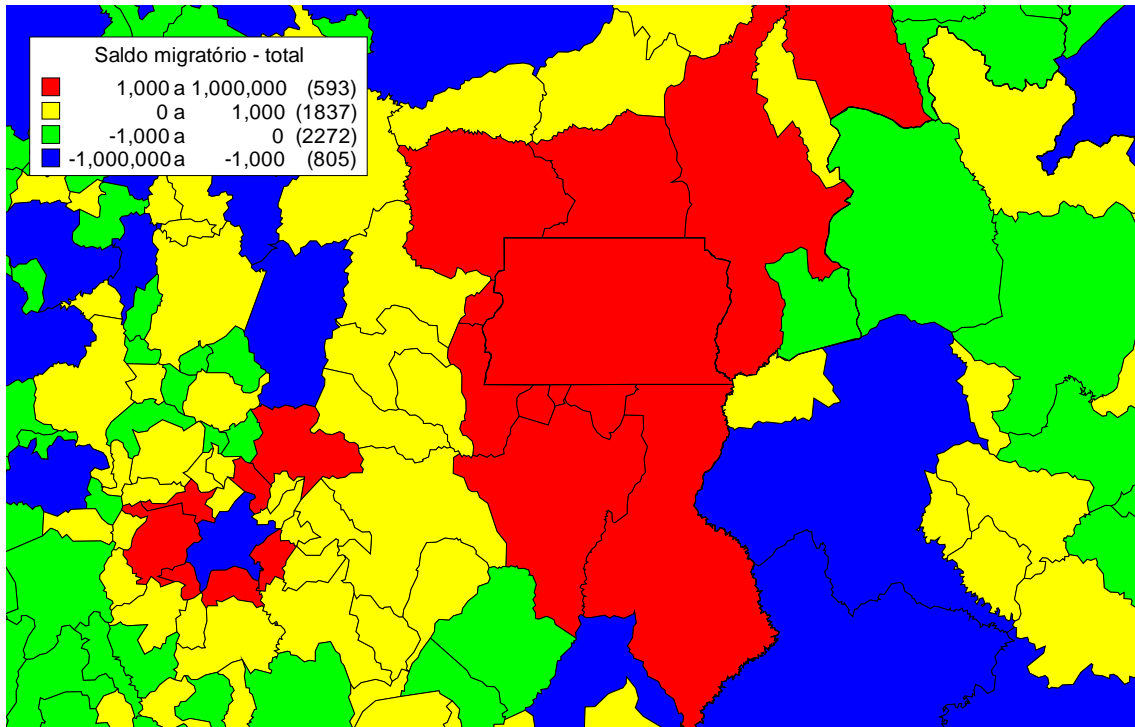 Saldo migratório - total
1,000 a 1,000,000 (593)
0 a 1,000 (1837)
-1,000 a 0 (2272)
-1,000,000 a -1,000 (805)